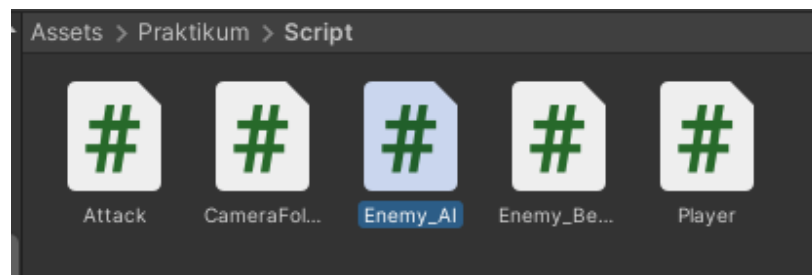 Assets > Praktikum > Script
# # # # #
Attack CameraFol... Enemy_AI Enemy_Be... Player